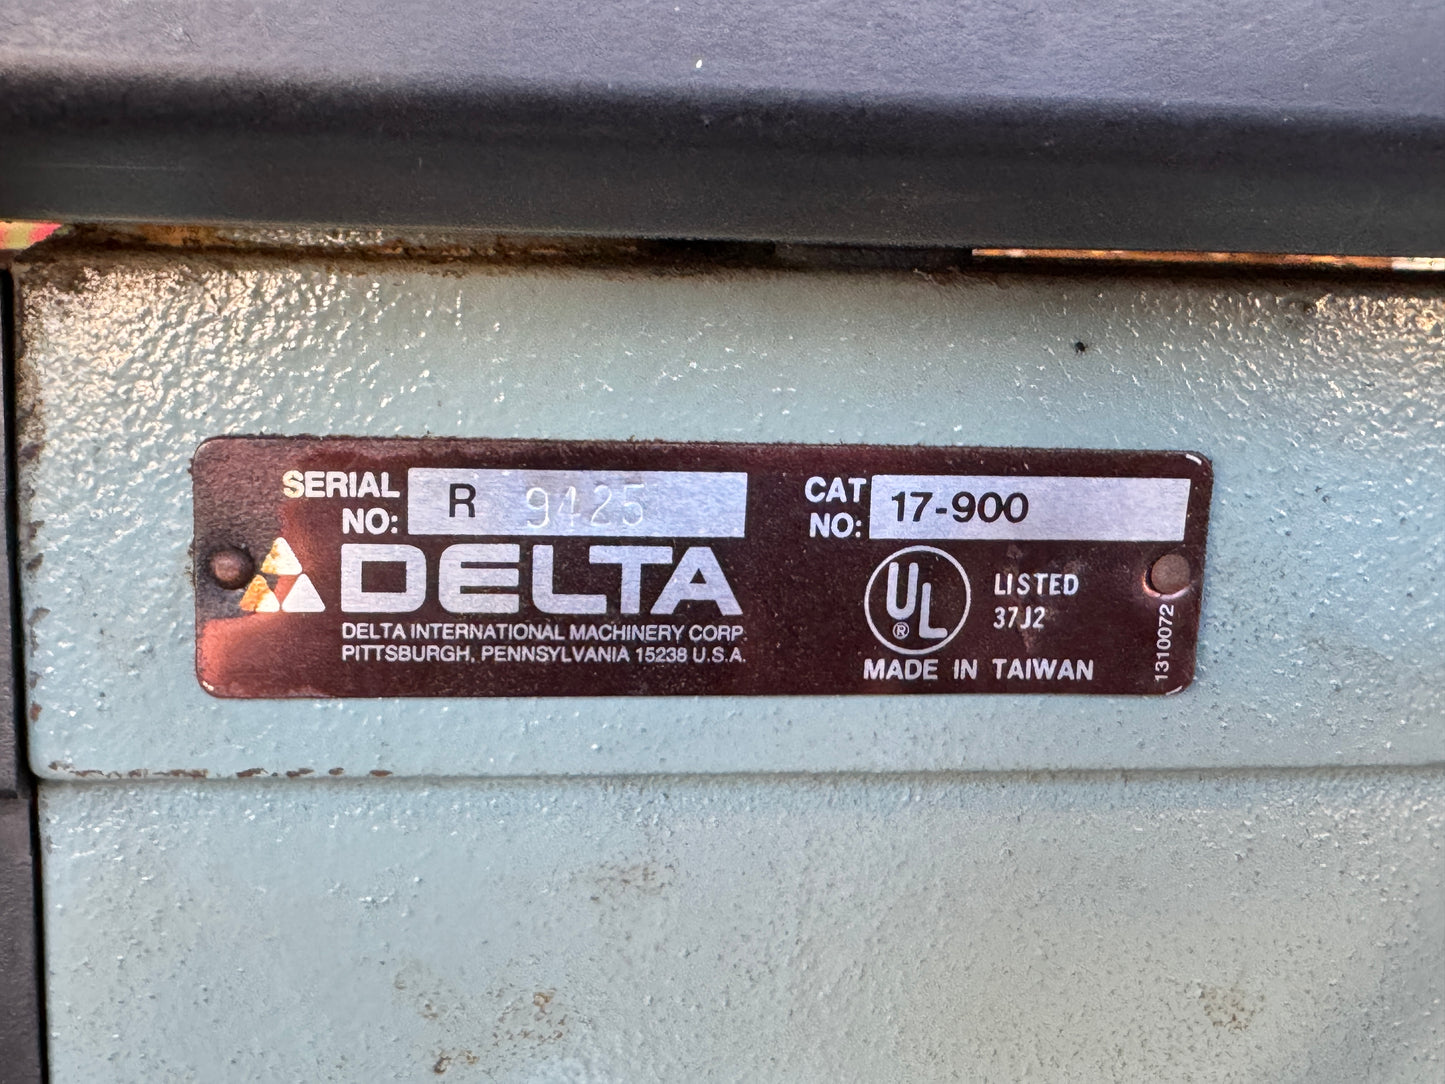 SERIAL NO: R 9425
CAT NO: 17-900
DELTA
DELTA INTERNATIONAL MACHINERY CORP.
PITTSBURGH, PENNSYLVANIA 15238 U.S.A.
UL ®
LISTED
37J2
MADE IN TAIWAN
1310072